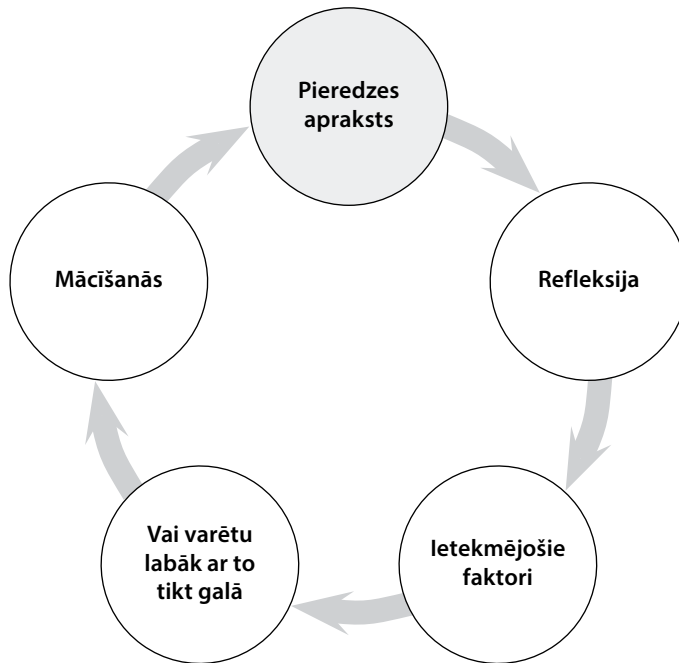 Pieredzes
apraksts
Refleksija
Ietekmējošie
faktori
Vai varētu
labāk ar to
tikt galā
Mācīšanās